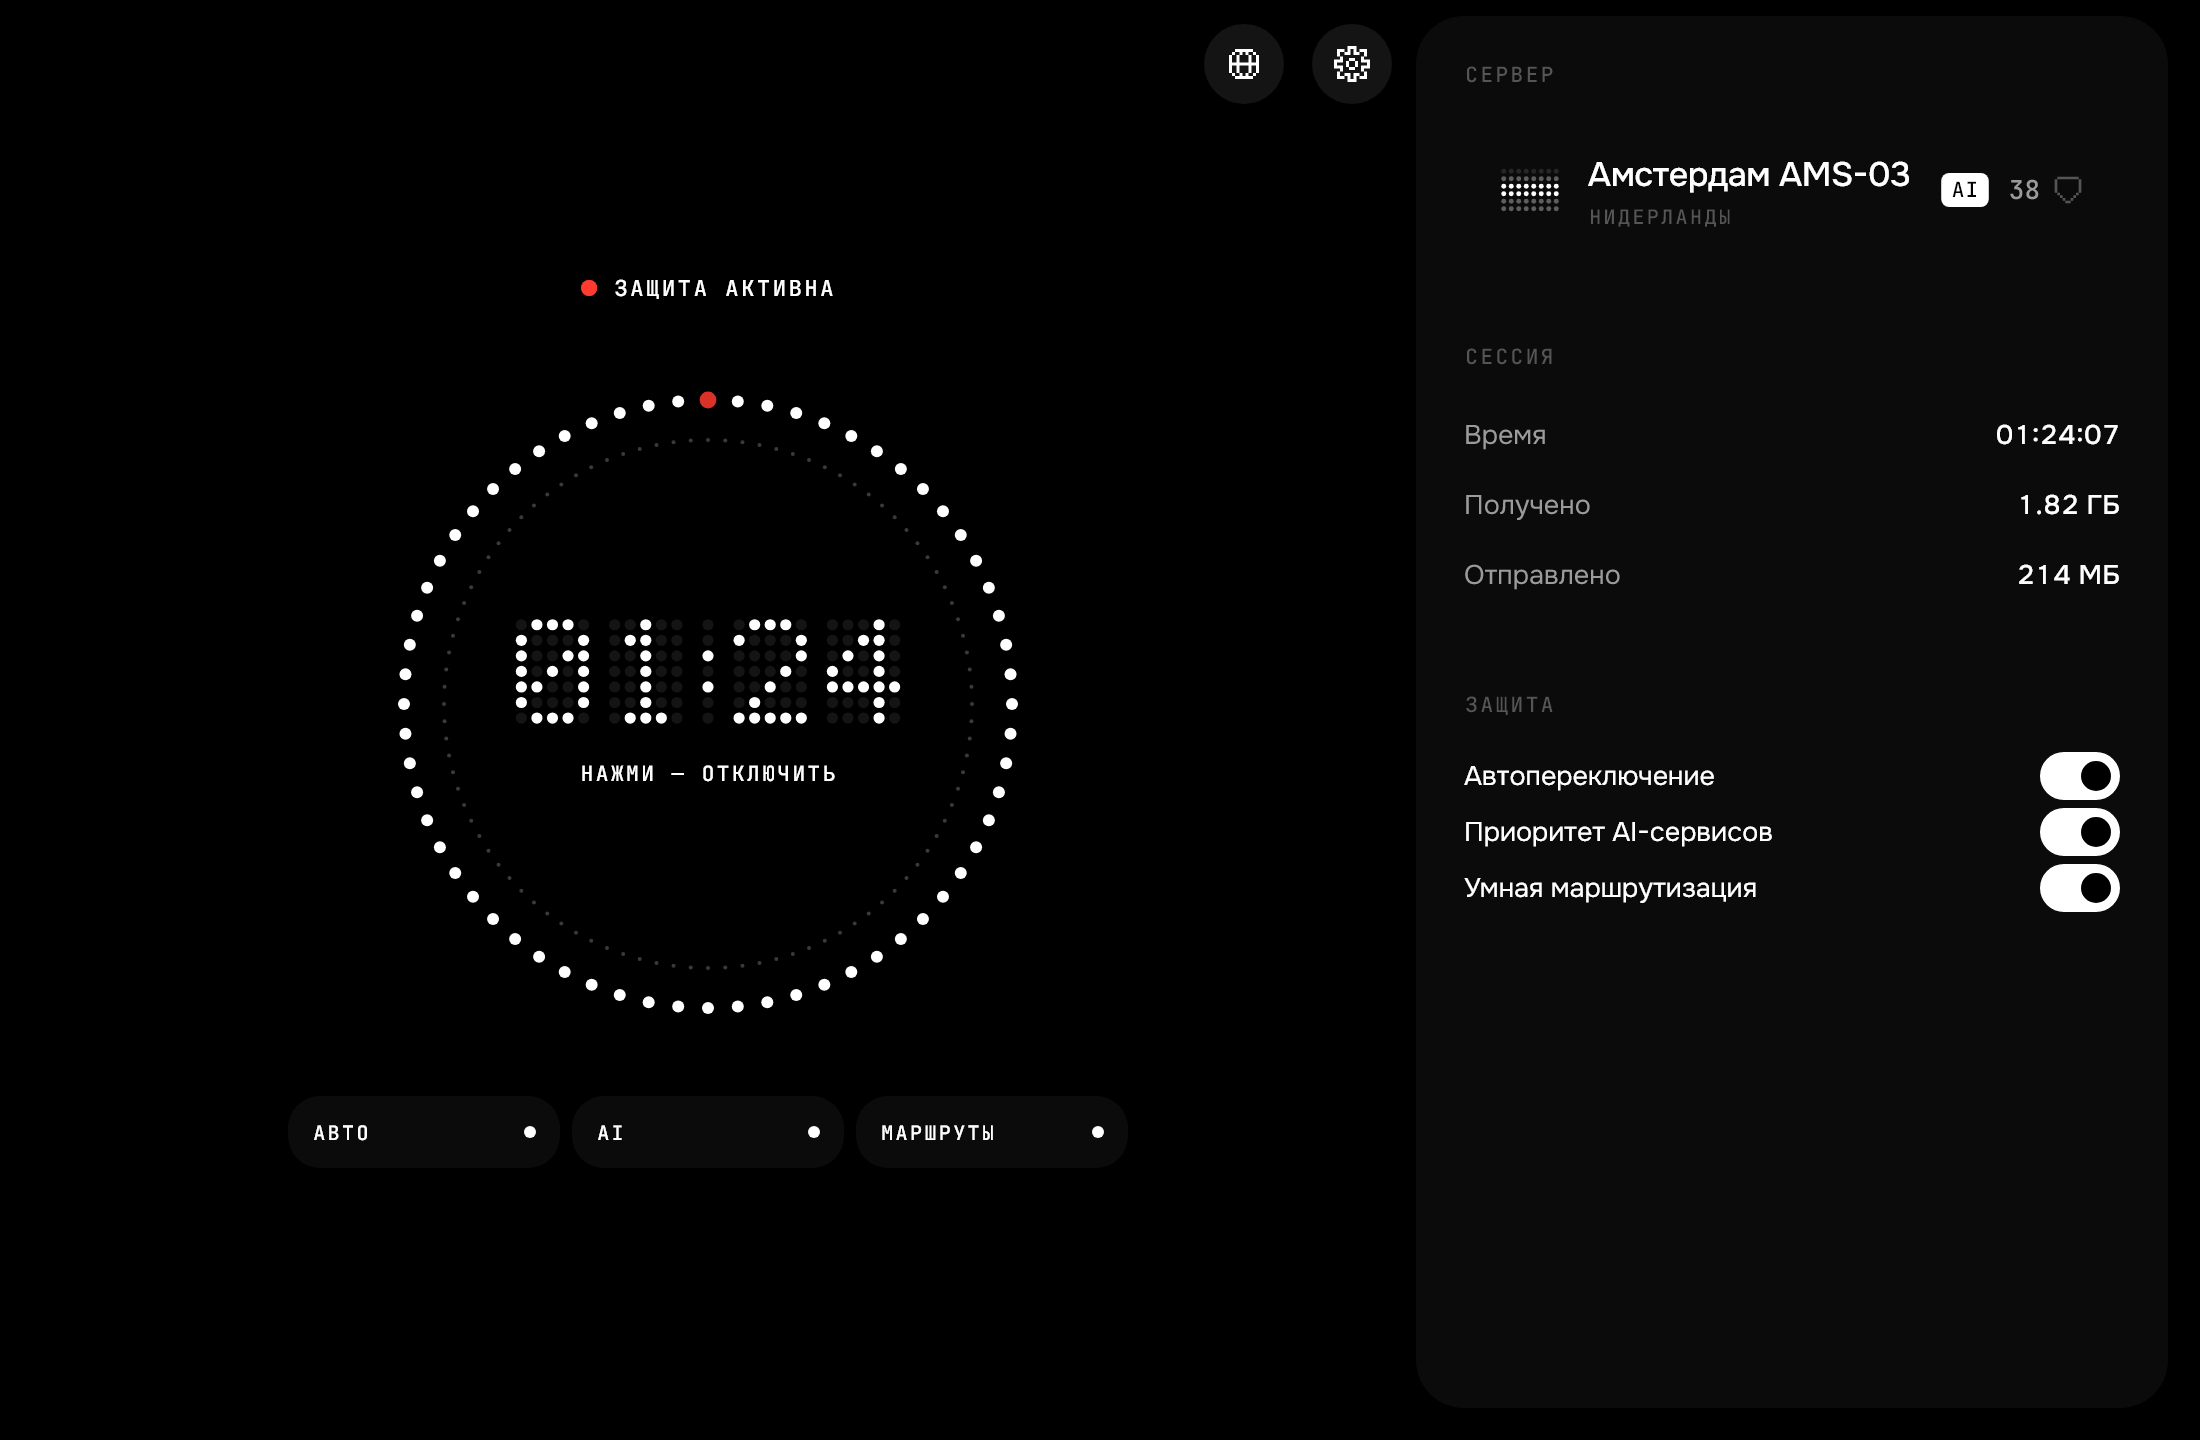 ЗАЩИТА АКТИВНА
01:24
НАЖМИ — ОТКЛЮЧИТЬ
АВТО
AI
МАРШРУТЫ
СЕРВЕР
Амстердам AMS-03
НИДЕРЛАНДЫ
AI
38
СЕССИЯ
Время 01:24:07
Получено 1.82 ГБ
Отправлено 214 МБ
ЗАЩИТА
Автопереключение
Приоритет AI-сервисов
Умная маршрутизация